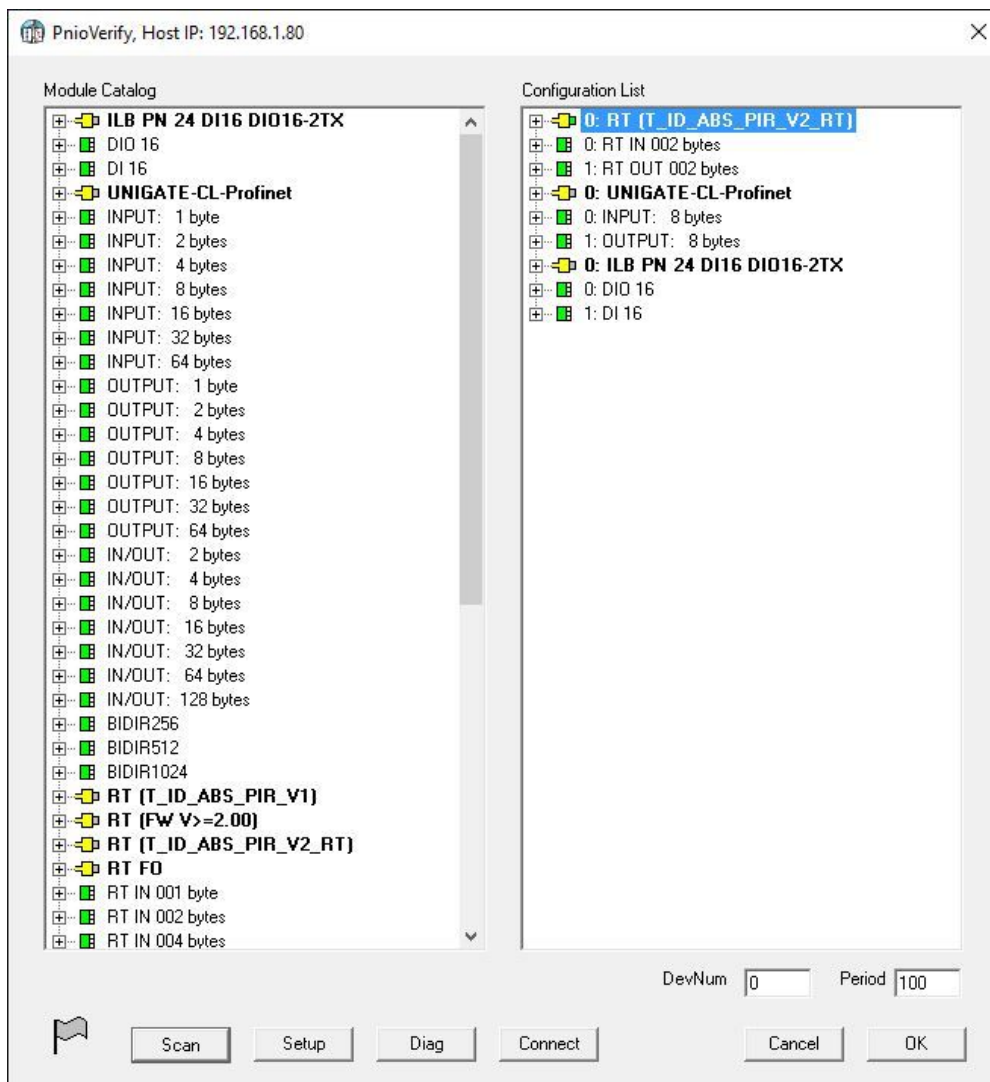 PnioVerify, Host IP: 192.168.1.80
Module Catalog
ILB PN 24 DI16 DIO16-2TX
DIO 16
DI 16
UNIGATE-CL-Profinet
INPUT: 1 byte
INPUT: 2 bytes
INPUT: 4 bytes
INPUT: 8 bytes
INPUT: 16 bytes
INPUT: 32 bytes
INPUT: 64 bytes
OUTPUT: 1 byte
OUTPUT: 2 bytes
OUTPUT: 4 bytes
OUTPUT: 8 bytes
OUTPUT: 16 bytes
OUTPUT: 32 bytes
OUTPUT: 64 bytes
IN/OUT: 2 bytes
IN/OUT: 4 bytes
IN/OUT: 8 bytes
IN/OUT: 16 bytes
IN/OUT: 32 bytes
IN/OUT: 64 bytes
IN/OUT: 128 bytes
BIDIR256
BIDIR512
BIDIR1024
RT (T_ID_ABS_PIR_V1)
RT (FW V>=2.00)
RT (T_ID_ABS_PIR_V2_RT)
RT FO
RT IN 001 byte
RT IN 002 bytes
RT IN 004 bytes
Configuration List
0: RT (T_ID_ABS_PIR_V2_RT)
0: RT IN 002 bytes
1: RT OUT 002 bytes
0: UNIGATE-CL-Profinet
0: INPUT: 8 bytes
1: OUTPUT: 8 bytes
0: ILB PN 24 DI16 DIO16-2TX
0: DIO 16
1: DI 16
DevNum 0 Period 100
Scan Setup Diag Connect Cancel OK